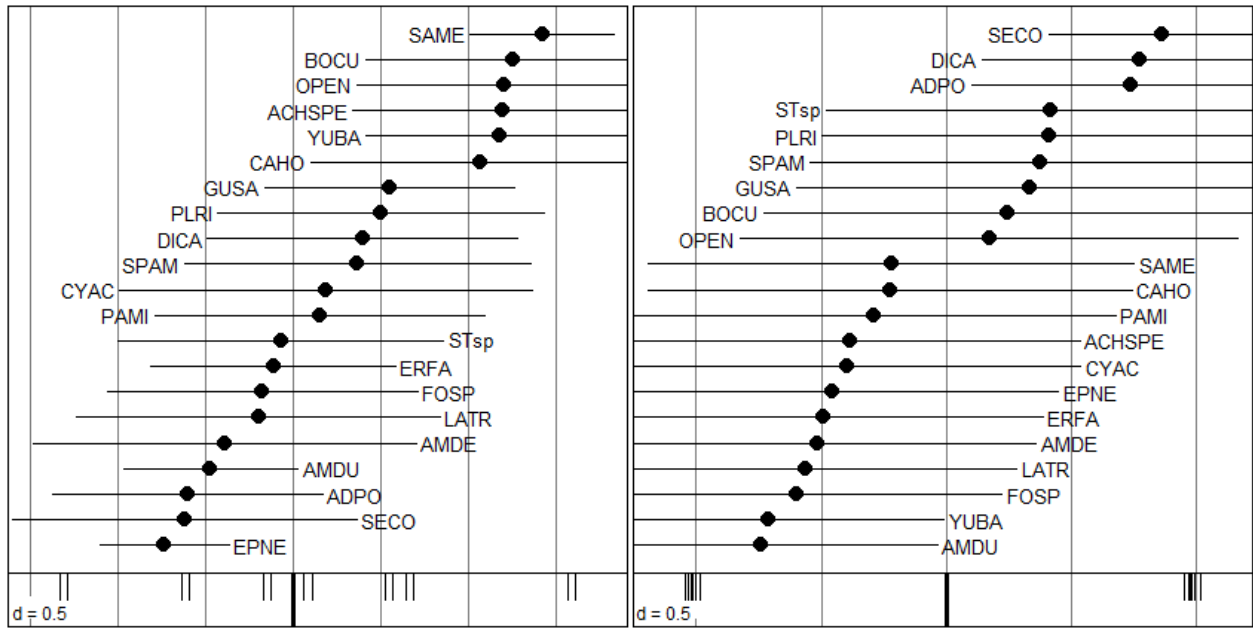 SAME
BOCU
OPEN
ACHSPE
YUBA
CAHO
GUSA
PLRI
DICA
SPAM
CYAC
PAMI
STsp
ERFA
FOSP
LATR
AMDE
AMDU
ADPO
SECO
EPNE
d = 0.5
SECO
DICA
ADPO
STsp
PLRI
SPAM
GUSA
BOCU
OPEN
SAME
CAHO
PAMI
ACHSPE
CYAC
EPNE
ERFA
AMDE
LATR
FOSP
YUBA
AMDU
d = 0.5